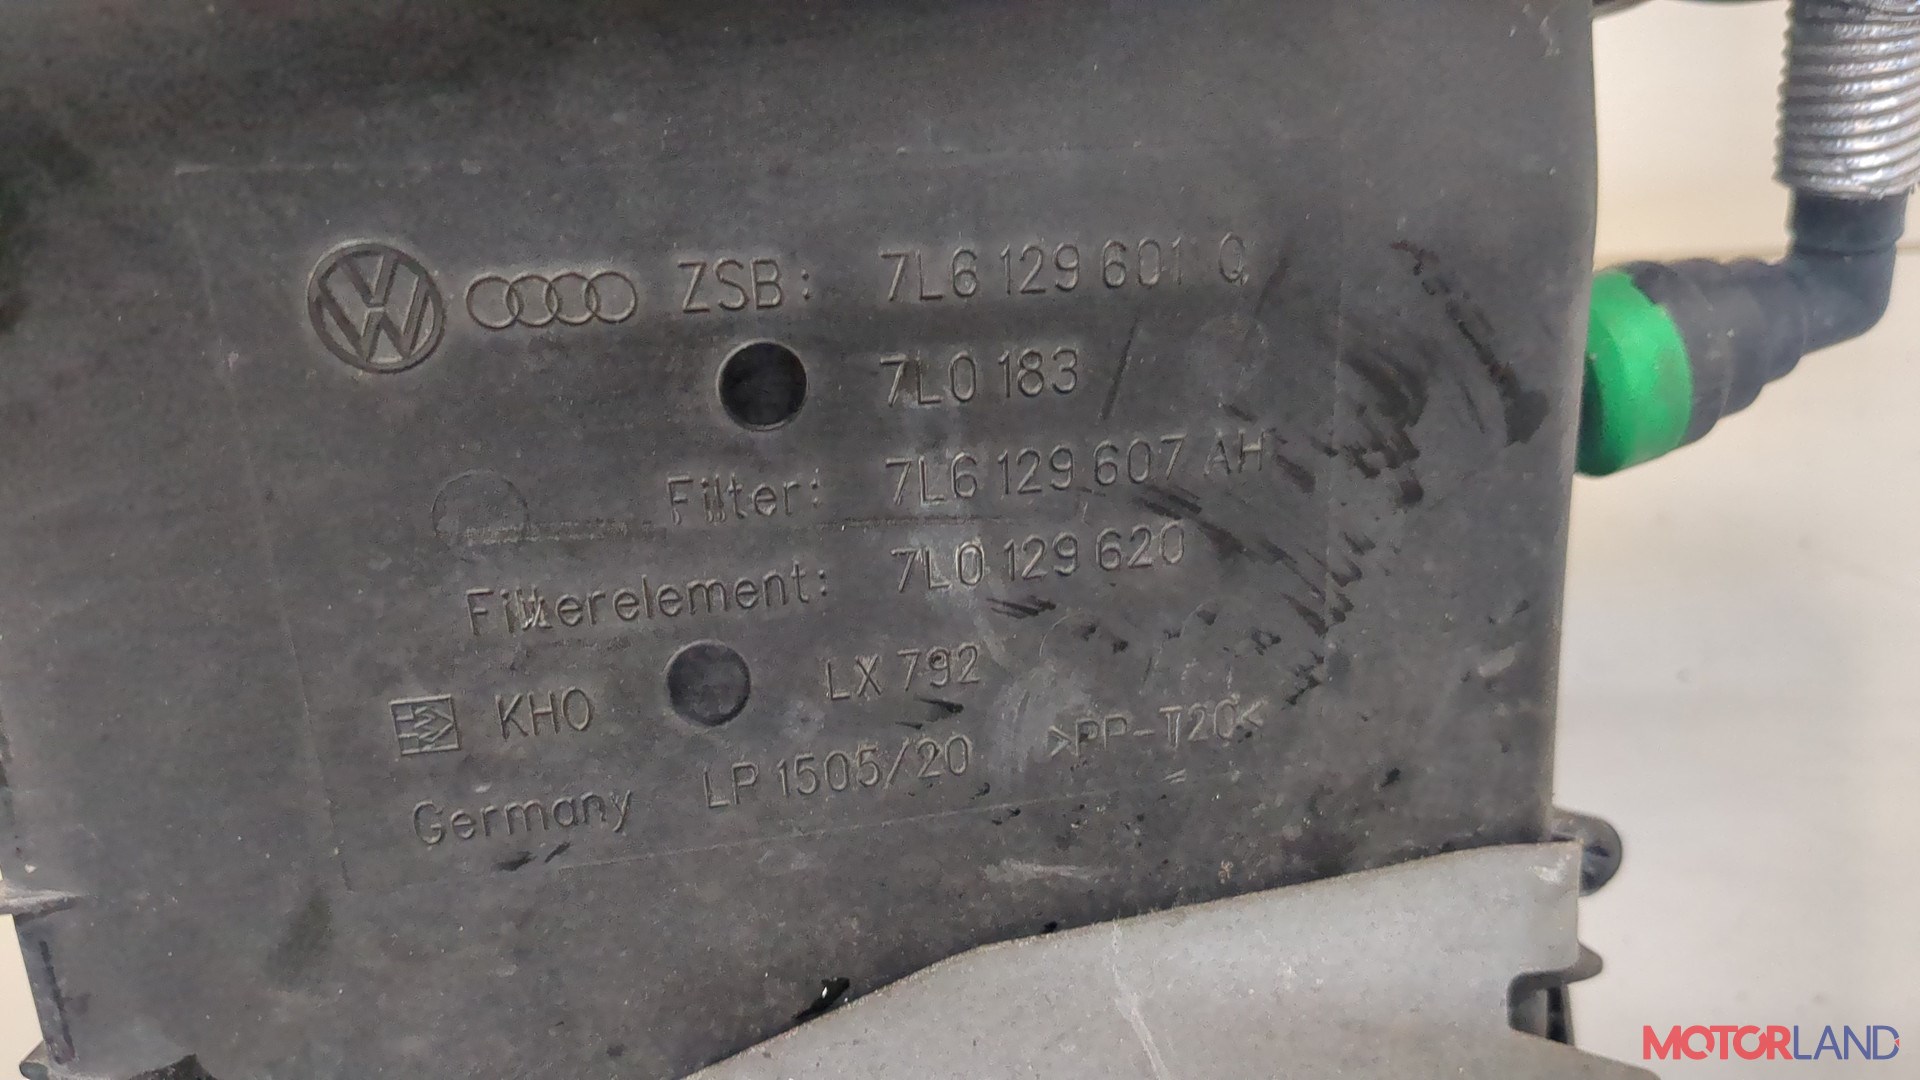 ZSB: 7L6 129 601 Q
7L0 183
Filter: 7L6 129 607 AH
Filterelement: 7L0 129 620
KHO LX 792
Germany LP 1505/20 >PP-T20<
MOTORLAND